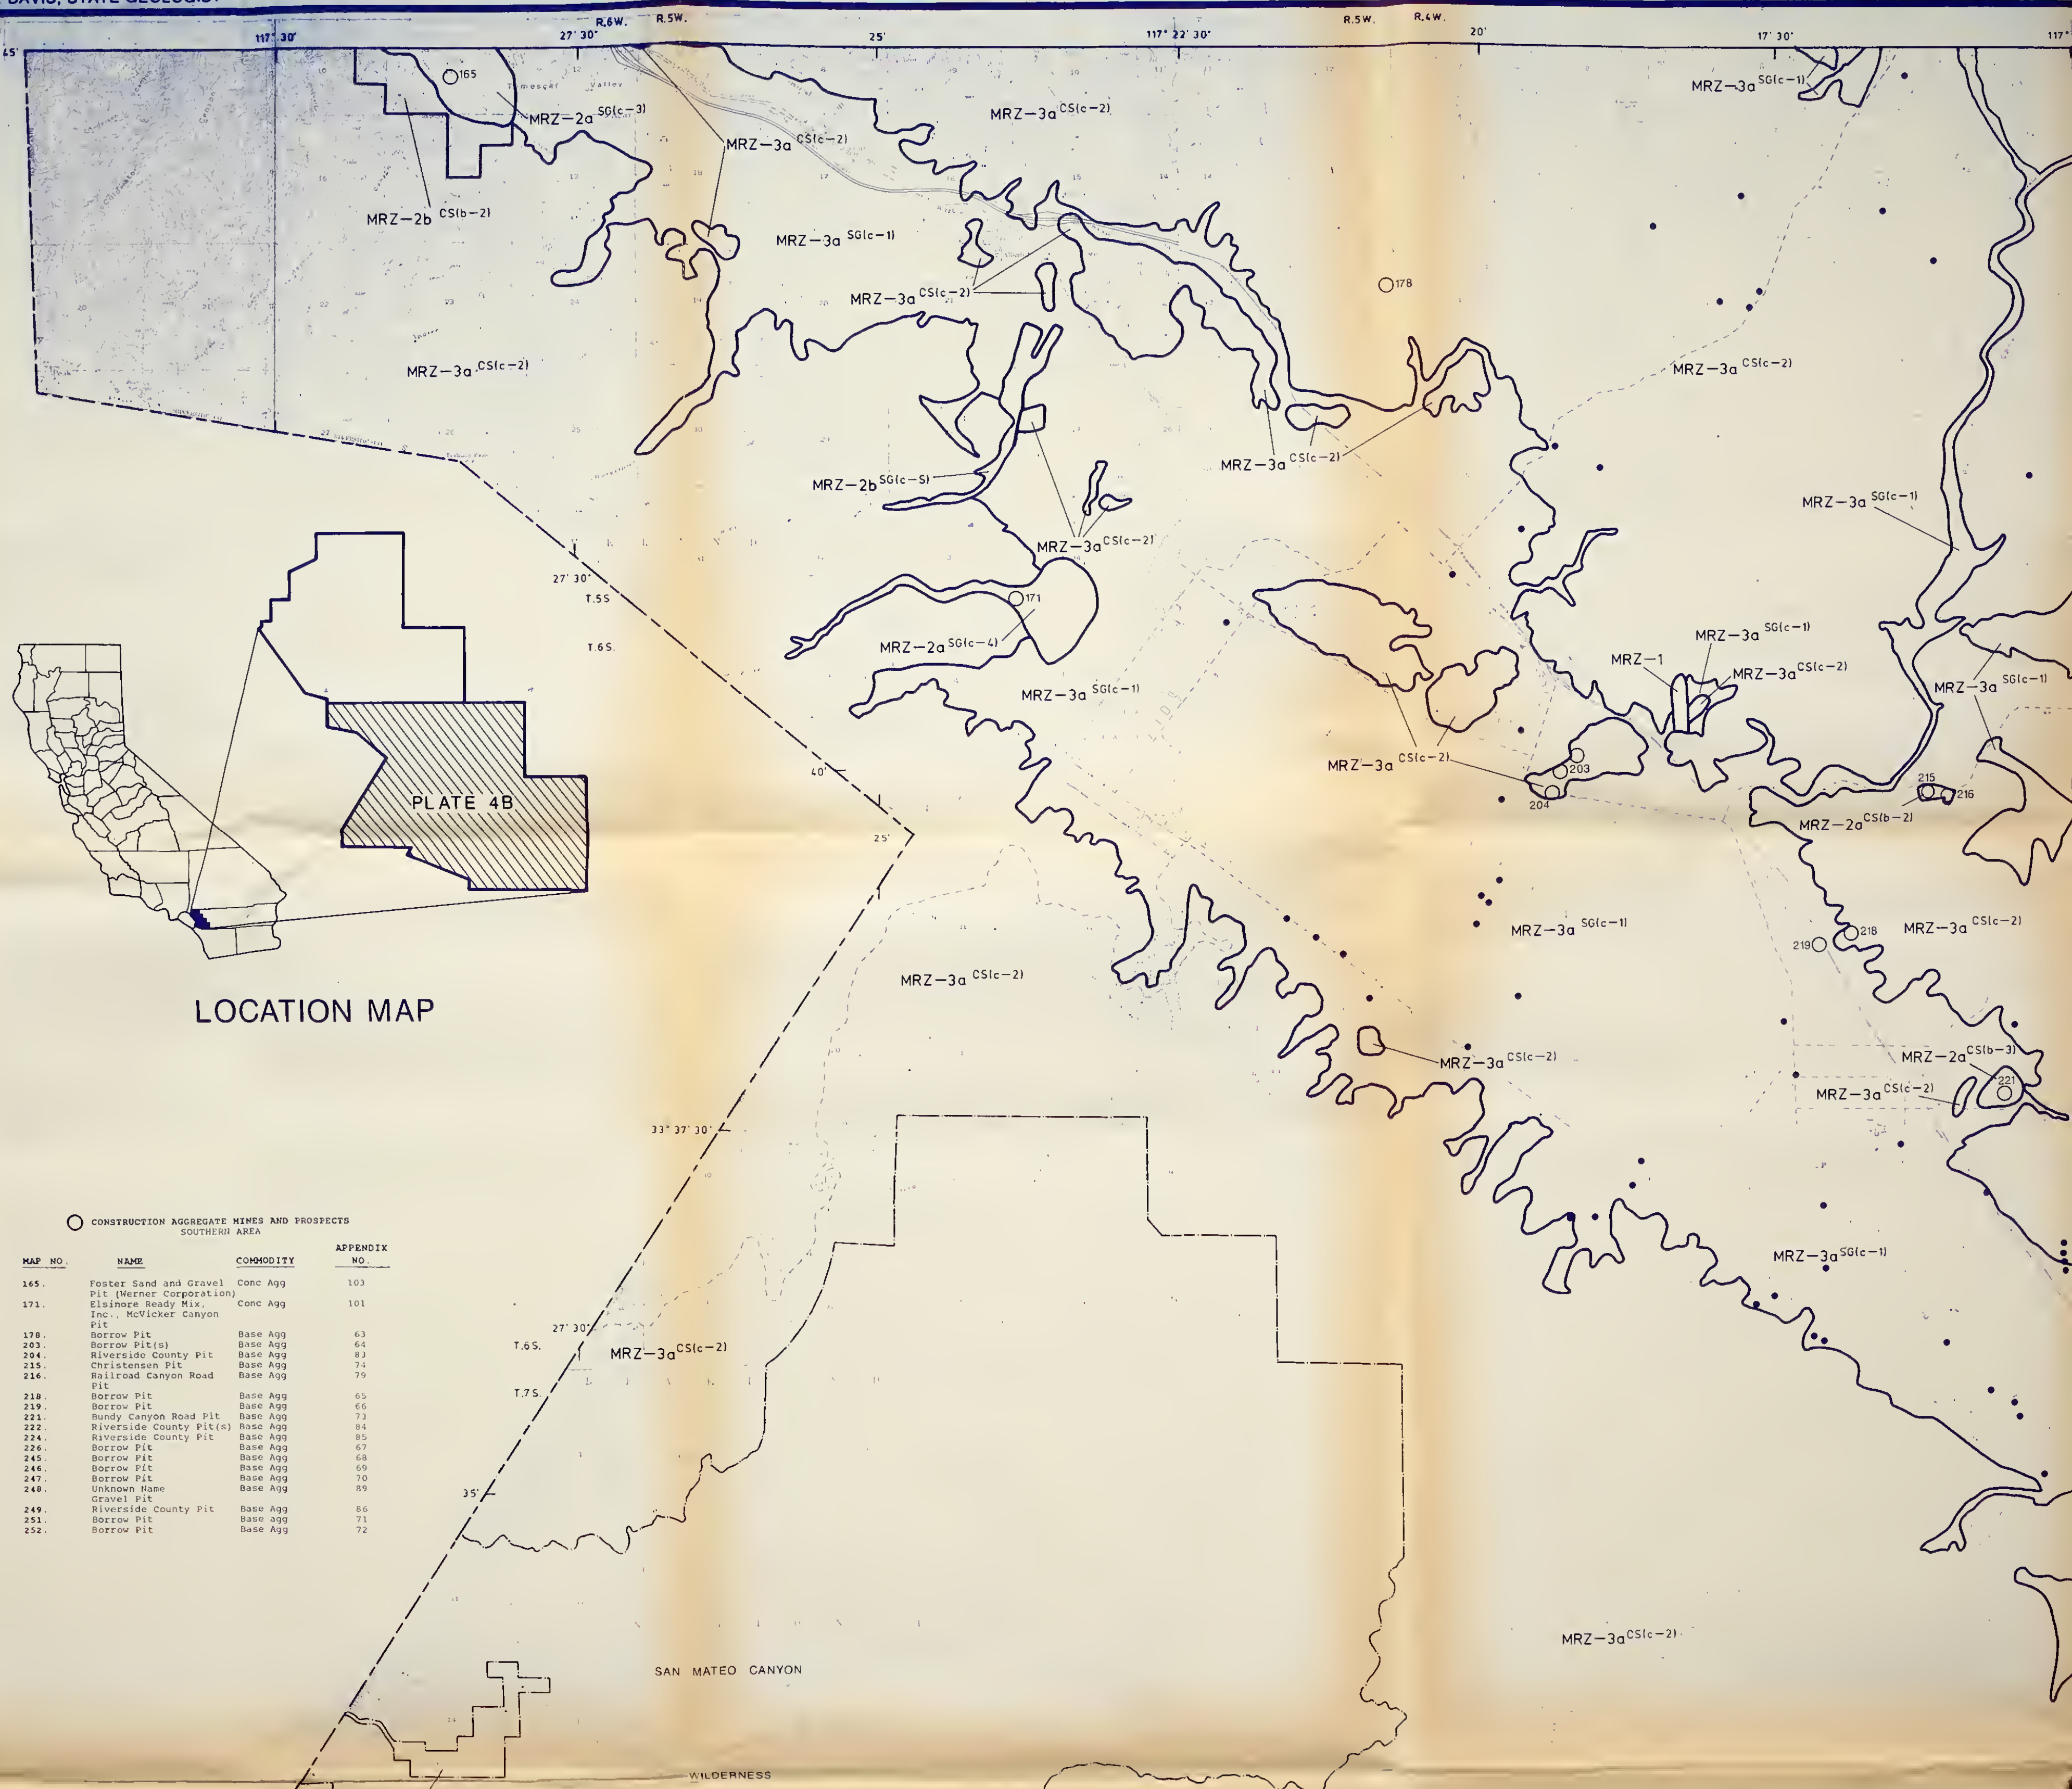 DAVIS, STATE GEOLOGIST
R.6W. R.5W. R.5W. R.4W.
117° 30' 27' 30" 25' 117° 22' 30" 20' 17' 30" 117°
45'
165
Valley
MRZ-2a SG(c-3)
MRZ-3a CS(c-2)
MRZ-3a CS(c-2)
MRZ-3a SG(c-1)
MRZ-2b CS(b-2)
MRZ-3a SG(c-1)
MRZ-3a CS(c-2)
178
MRZ-3a CS(c-2)
MRZ-3a CS(c-2)
MRZ-3a CS(c-2)
MRZ-2b SG(c-S)
MRZ-3a SG(c-1)
MRZ-3a CS(c-2)
27' 30"
T.5S
T.6S.
171
MRZ-2a SG(c-4)
MRZ-3a SG(c-1)
MRZ-1
MRZ-3a SG(c-1)
MRZ-3a CS(c-2)
MRZ-3a SG(c-1)
MRZ-3a CS(c-2)
203
204
215
216
MRZ-2a CS(b-2)
40'
25'
PLATE 4B
LOCATION MAP
MRZ-3a SG(c-1)
218
219
MRZ-3a CS(c-2)
MRZ-3a CS(c-2)
MRZ-3a CS(c-2)
MRZ-2a CS(b-3)
221
MRZ-3a CS(c-2)
33° 37' 30"
MRZ-3a SG(c-1)
27' 30"
T.6S.
MRZ-3a CS(c-2)
T.7S.
35'
MRZ-3a CS(c-2)
SAN MATEO CANYON
WILDERNESS
CONSTRUCTION AGGREGATE MINES AND PROSPECTS
SOUTHERN AREA
MAP NO. NAME COMMODITY APPENDIX NO.
165. Foster Sand and Gravel Conc Agg 103
Pit (Werner Corporation)
171. Elsinore Ready Mix, Conc Agg 101
Inc., McVicker Canyon
Pit
178. Borrow Pit Base Agg 63
203. Borrow Pit(s) Base Agg 64
204. Riverside County Pit Base Agg 83
215. Christensen Pit Base Agg 74
216. Railroad Canyon Road Base Agg 79
Pit
218. Borrow Pit Base Agg 65
219. Borrow Pit Base Agg 66
221. Bundy Canyon Road Pit Base Agg 73
222. Riverside County Pit(s) Base Agg 84
224. Riverside County Pit Base Agg 85
226. Borrow Pit Base Agg 67
245. Borrow Pit Base Agg 68
246. Borrow Pit Base Agg 69
247. Borrow Pit Base Agg 70
248. Unknown Name Base Agg 89
Gravel Pit
249. Riverside County Pit Base Agg 86
251. Borrow Pit Base agg 71
252. Borrow Pit Base Agg 72